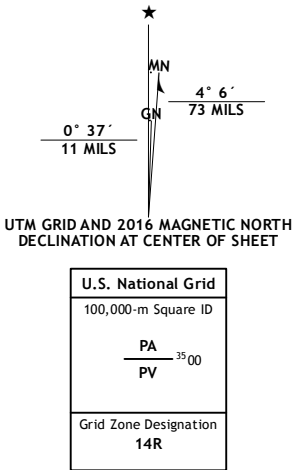 ★
MN
4° 6´
73 MILS
GN
0° 37´
11 MILS
UTM GRID AND 2016 MAGNETIC NORTH
DECLINATION AT CENTER OF SHEET
U.S. National Grid
100,000-m Square ID
PA
3500
PV
Grid Zone Designation
14R